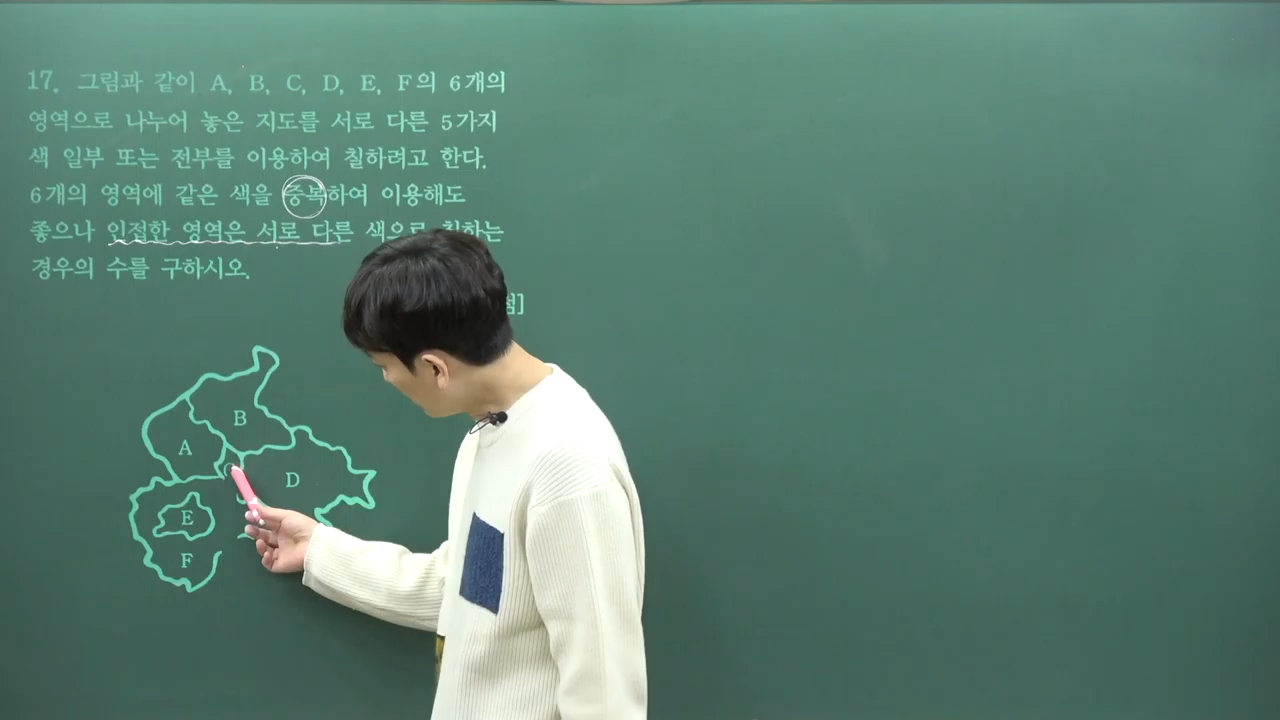 17. 그림과 같이 A, B, C, D, E, F의 6개의
영역으로 나누어 놓은 지도를 서로 다른 5가지
색 일부 또는 전부를 이용하여 칠하려고 한다.
6개의 영역에 같은 색을 중복하여 이용해도
좋으나 인접한 영역은 서로 다른 색으로 칠하는
경우의 수를 구하시오.
점]
B
A
D
E
F